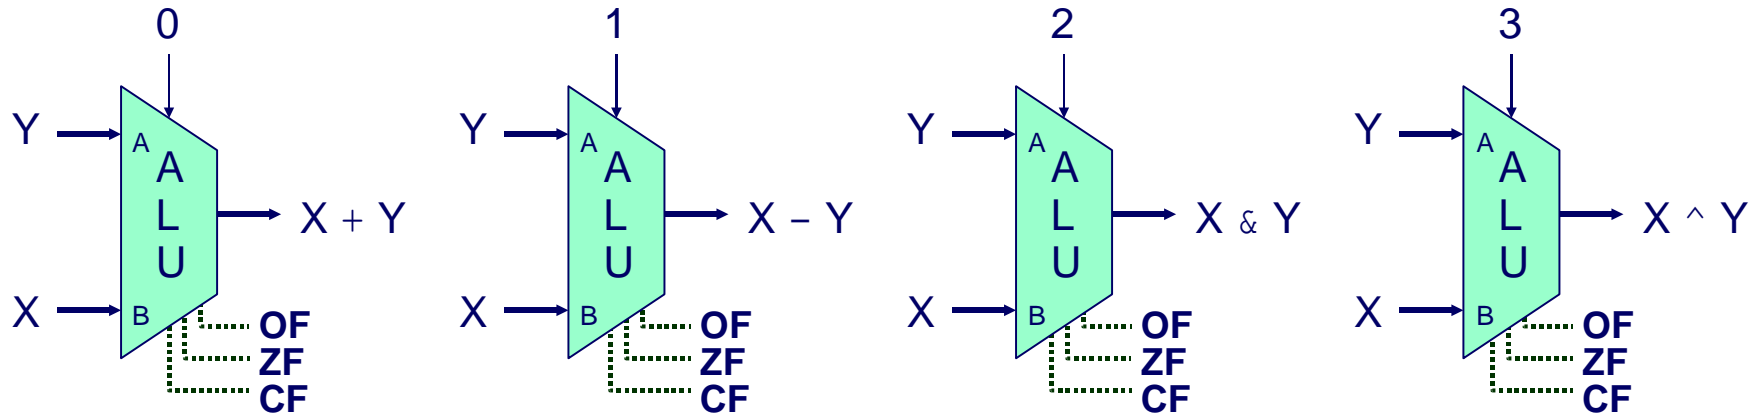 0
Y
A
A
L
U
X + Y
X
B
OF
ZF
CF
1
Y
A
A
L
U
X − Y
X
B
OF
ZF
CF
2
Y
A
A
L
U
X & Y
X
B
OF
ZF
CF
3
Y
A
A
L
U
X ^ Y
X
B
OF
ZF
CF